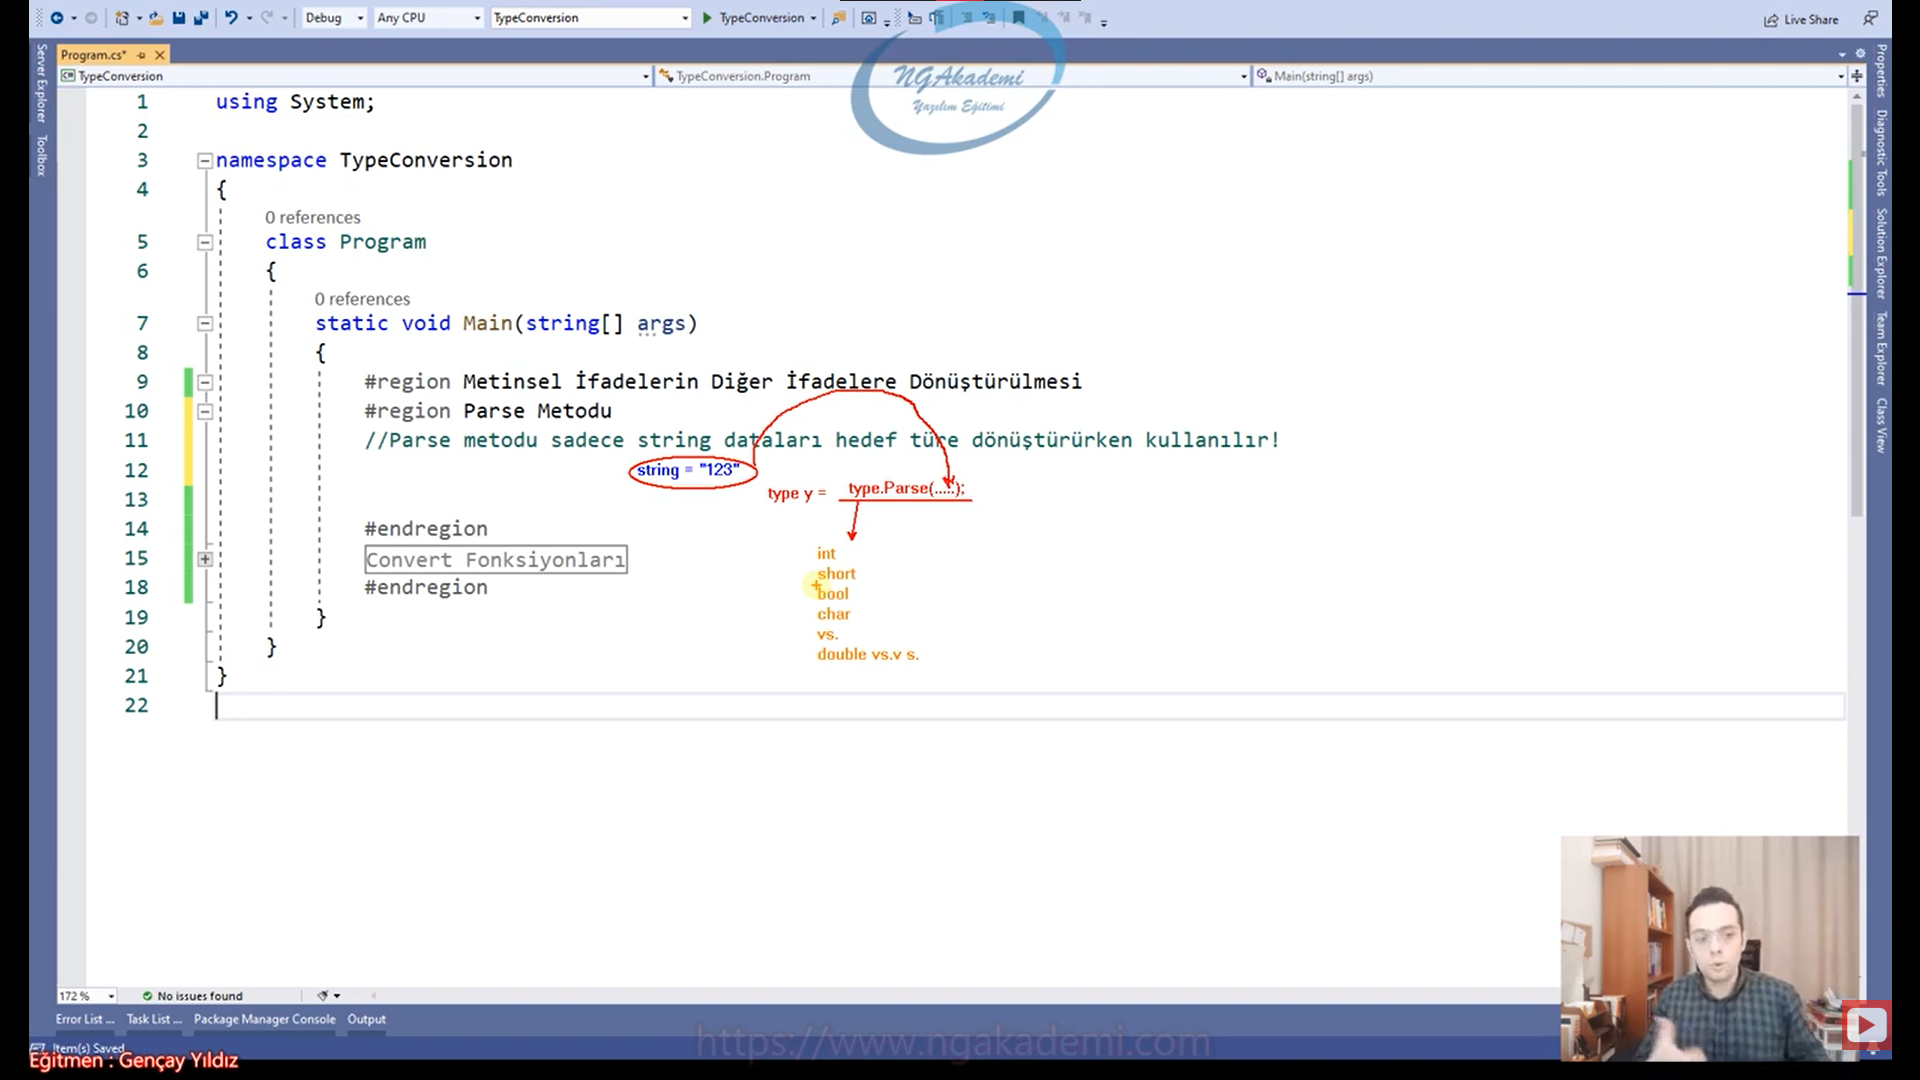 Debug
Any CPU
TypeConversion
TypeConversion
Live Share
Program.cs*
TypeConversion
TypeConversion.Program
Main(string[] args)
NGAkademi
Yazılım Eğitimi
Server Explorer
Toolbox
Properties
Diagnostic Tools
Solution Explorer
Team Explorer
Class View
1 using System;
2
3 namespace TypeConversion
4 {
0 references
5 class Program
6 {
0 references
7 static void Main(string[] args)
8 {
9 #region Metinsel İfadelerin Diğer İfadelere Dönüştürülmesi
10 #region Parse Metodu
11 //Parse metodu sadece string dataları hedef türe dönüştürürken kullanılır!
12 string = "123"
type y = type.Parse(.....);
13
14 #endregion
int
15 Convert Fonksiyonları
short
18 #endregion
bool
char
19 }
vs.
20 }
double vs.v s.
21 }
22
172 %
No issues found
Error List ...
Task List ...
Package Manager Console
Output
https://www.ngakademi.com
Item(s) Saved
Eğitmen : Gençay Yıldız